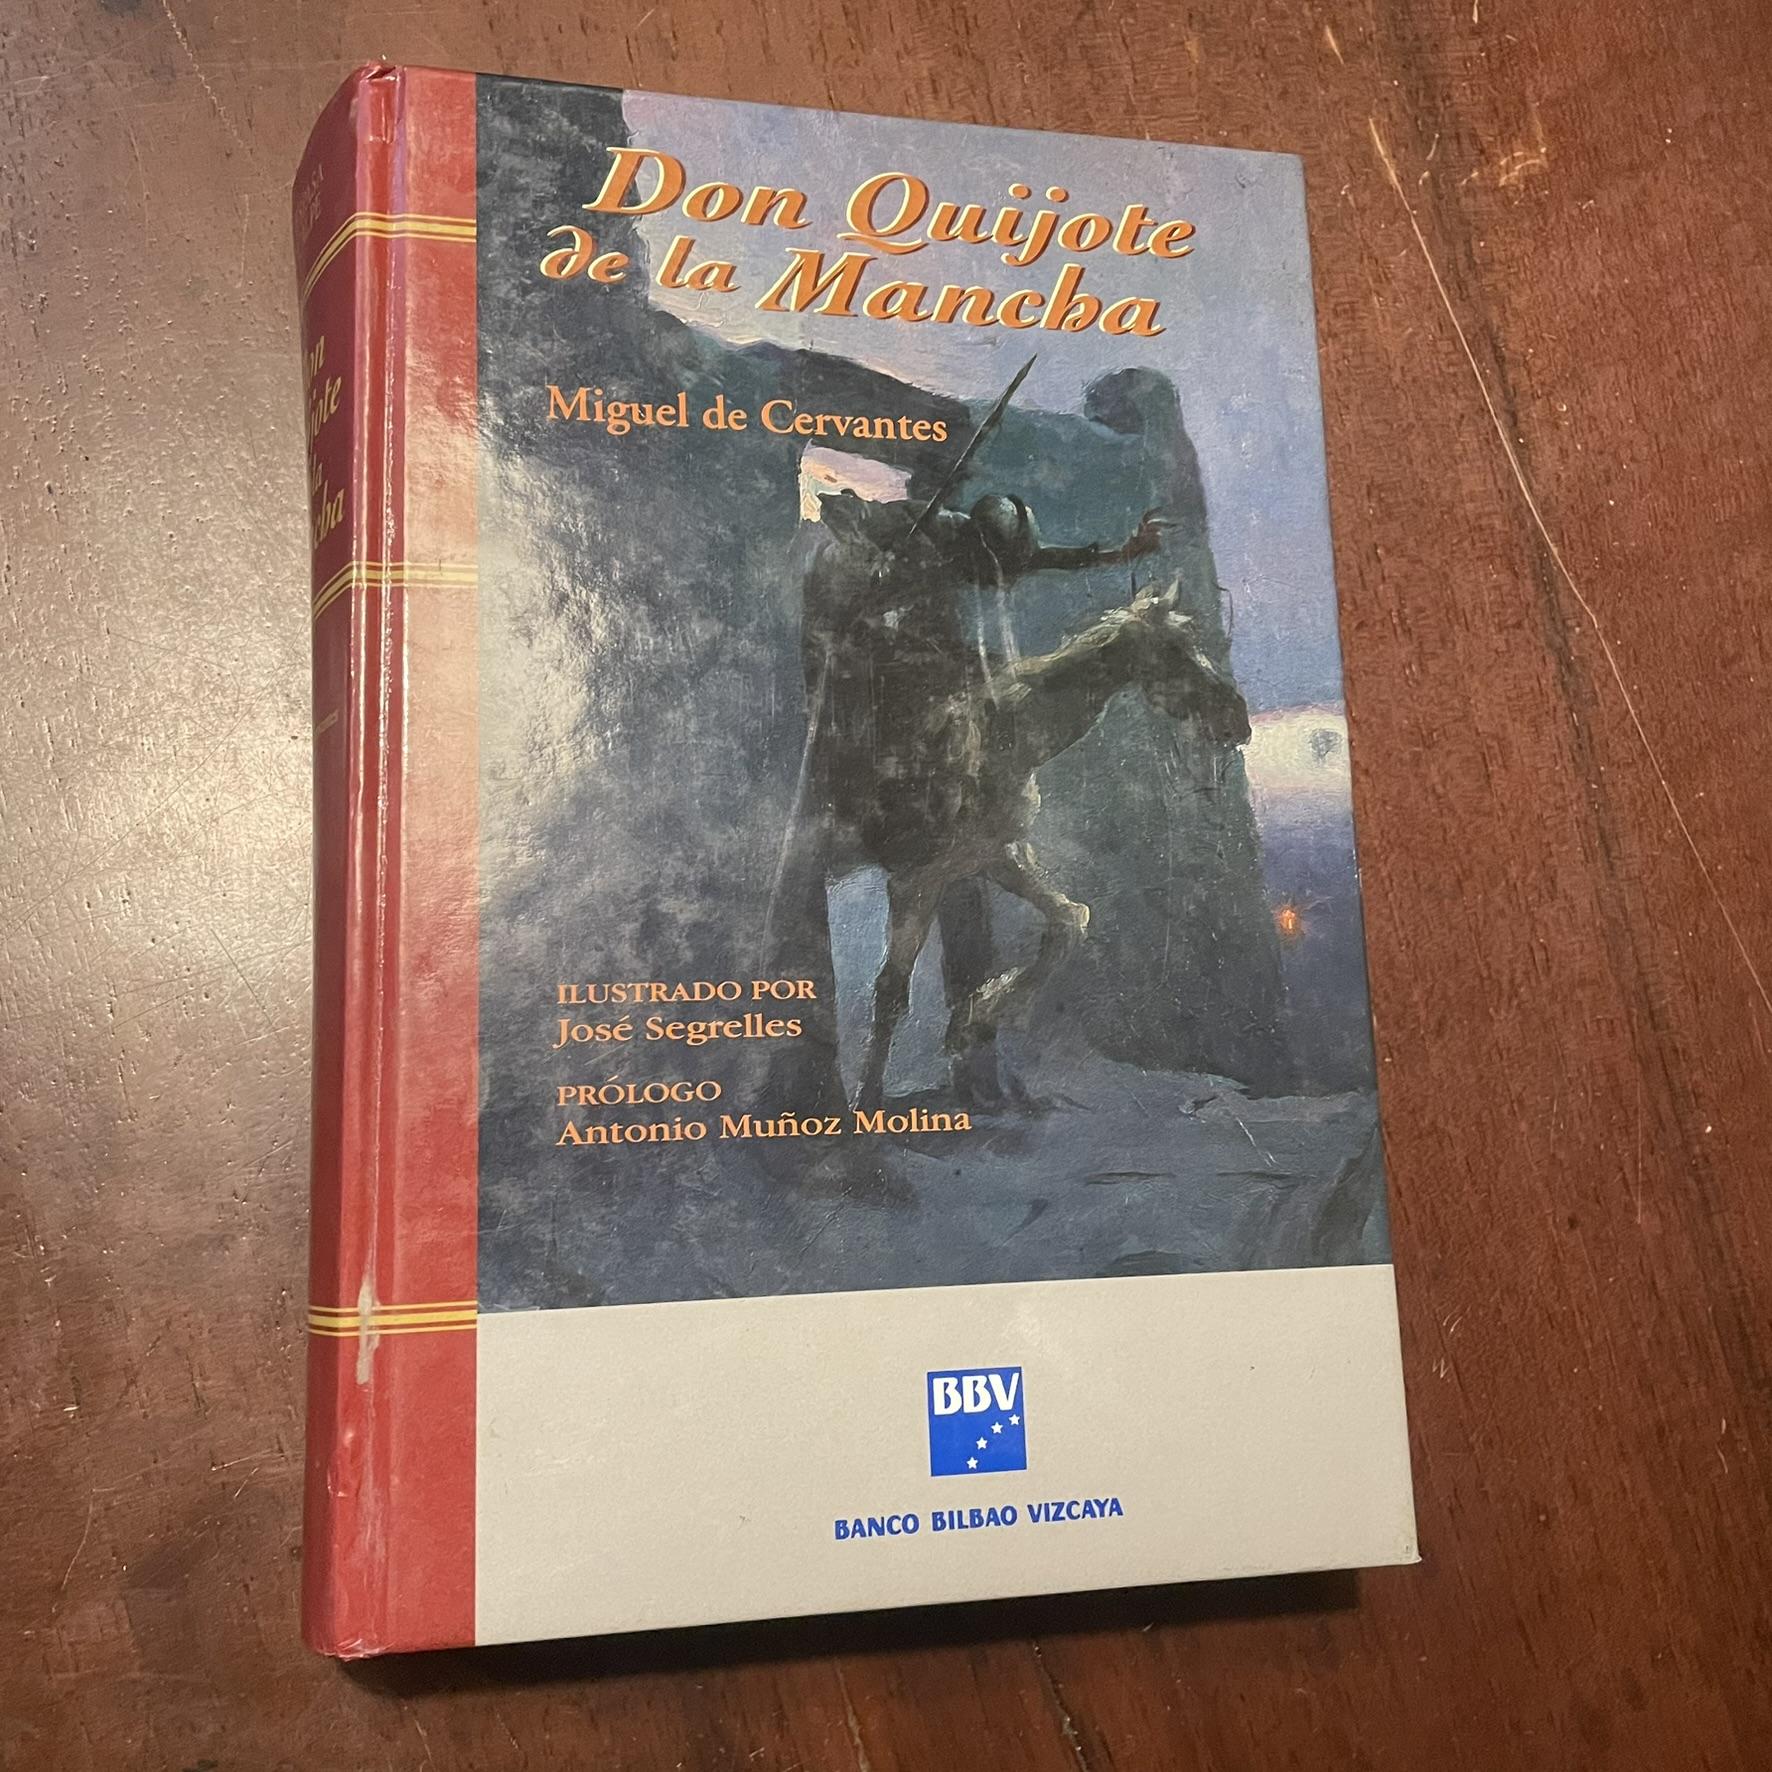 Don Quijote
de la Mancha
Miguel de Cervantes
ILUSTRADO POR
José Segrelles
PRÓLOGO
Antonio Muñoz Molina
BBV
BANCO BILBAO VIZCAYA